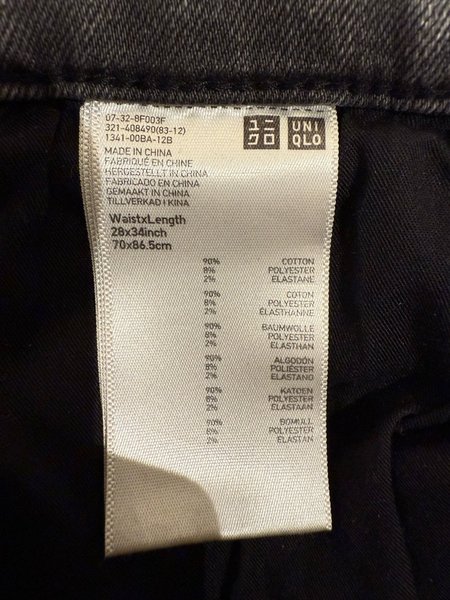 07-32-8F003F
321-408490(83-12)
1341-00BA-12B
ユニ
クロ
UNI
QLO
MADE IN CHINA
FABRIQUÉ EN CHINE
HERGESTELLT IN CHINA
FABRICADO EN CHINA
GEMAAKT IN CHINA
TILLVERKAD I KINA
WaistxLength
28x34inch
70x86.5cm
90% COTTON
8% POLYESTER
2% ELASTANE
90% COTON
8% POLYESTER
2% ÉLASTHANNE
90% BAUMWOLLE
8% POLYESTER
2% ELASTHAN
90% ALGODÓN
8% POLIÉSTER
2% ELASTANO
90% KATOEN
8% POLYESTER
2% ELASTAAN
90% BOMULL
8% POLYESTER
2% ELASTAN